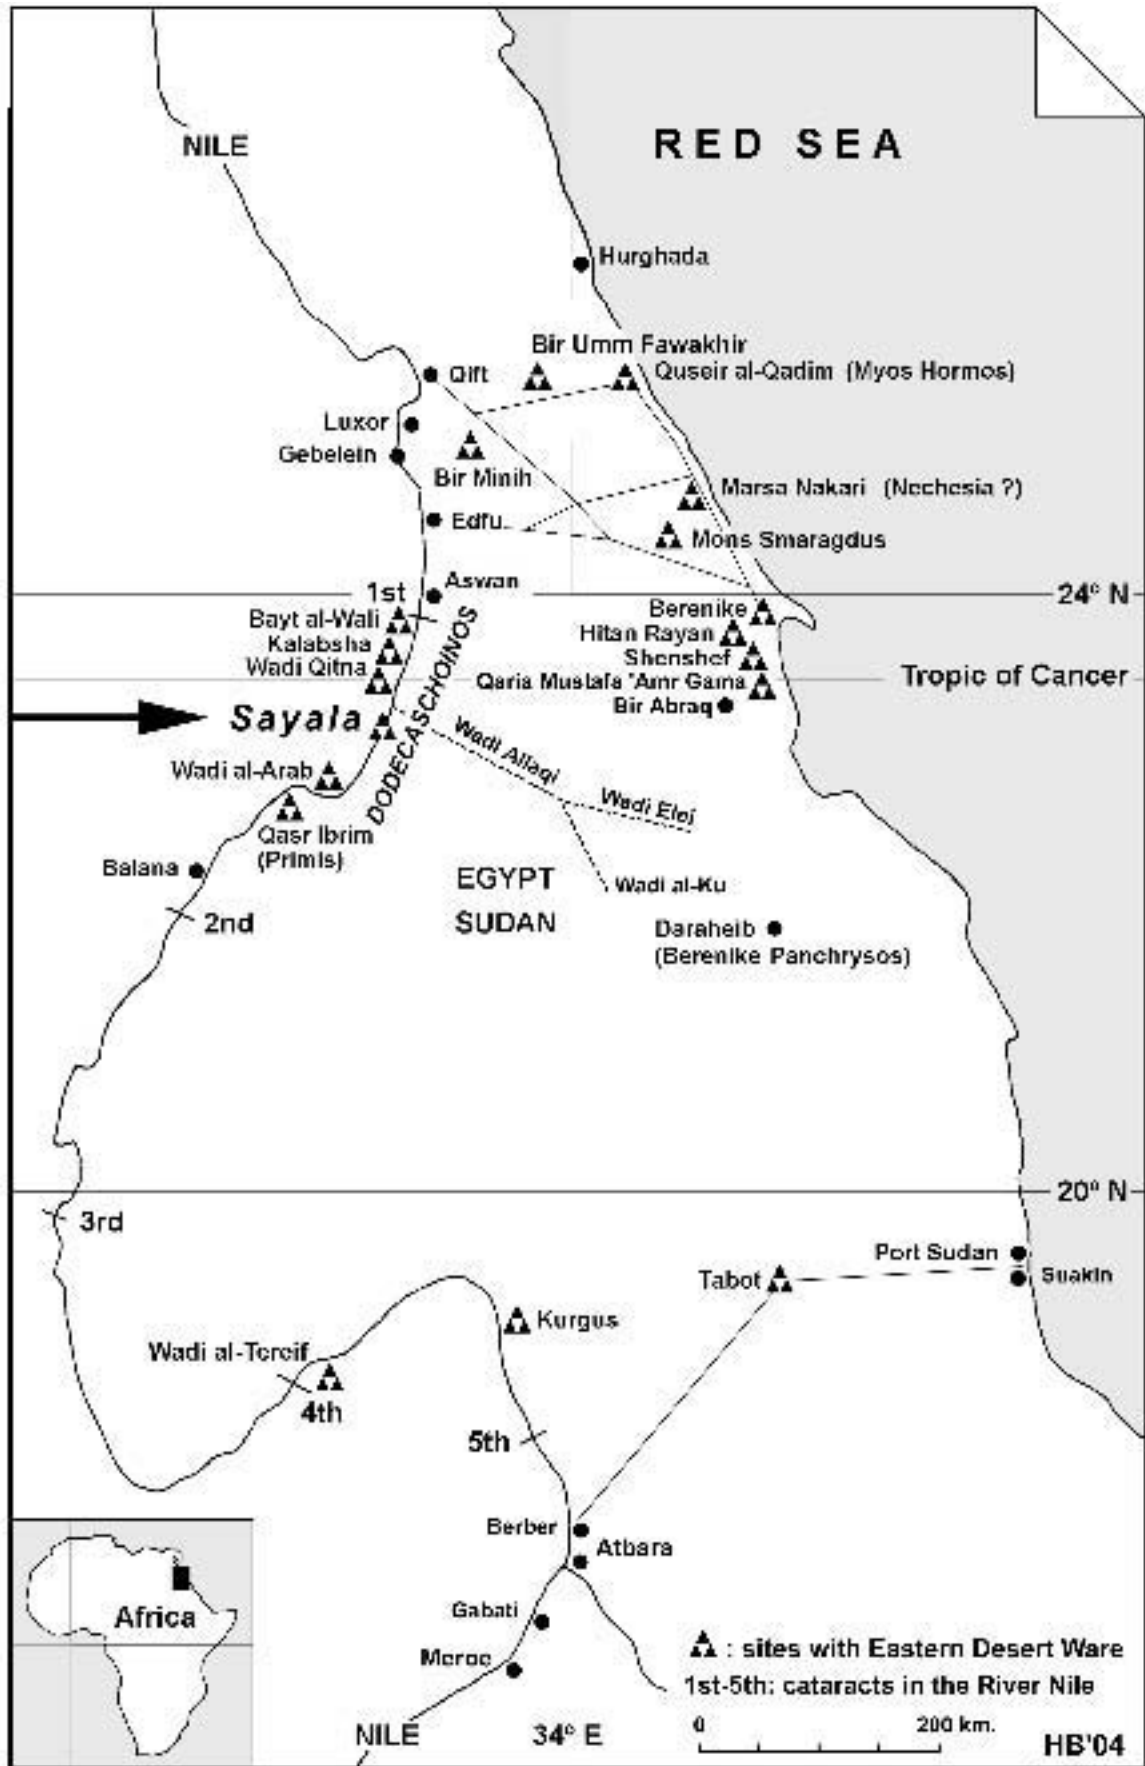 RED SEA
NILE
Hurghada
Bir Umm Fawakhir
Qift
Quseir al-Qadim (Myos Hormos)
Luxor
Gebelein
Bir Minih
Marsa Nakari (Nechesia ?)
Edfu
Mons Smaragdus
Aswan
1st
24° N
Bayt al-Wali
Berenike
Kalabsha
Hitan Rayan
Wadi Qitna
Shenshef
Qaria Mustafa 'Amr Gama
Tropic of Cancer
Bir Abraq
Sayala
DODECASCHOINOS
Wadi Allaqi
Wadi al-Arab
Wadi Elei
Qasr Ibrim
(Primis)
Balana
EGYPT
SUDAN
Wadi al-Ku
2nd
Daraheib
(Berenike Panchrysos)
20° N
3rd
Port Sudan
Tabot
Suakin
Kurgus
Wadi al-Tereif
4th
5th
Berber
Atbara
Africa
Gabati
Meroe
: sites with Eastern Desert Ware
1st-5th: cataracts in the River Nile
NILE
34° E
0 200 km.
HB'04